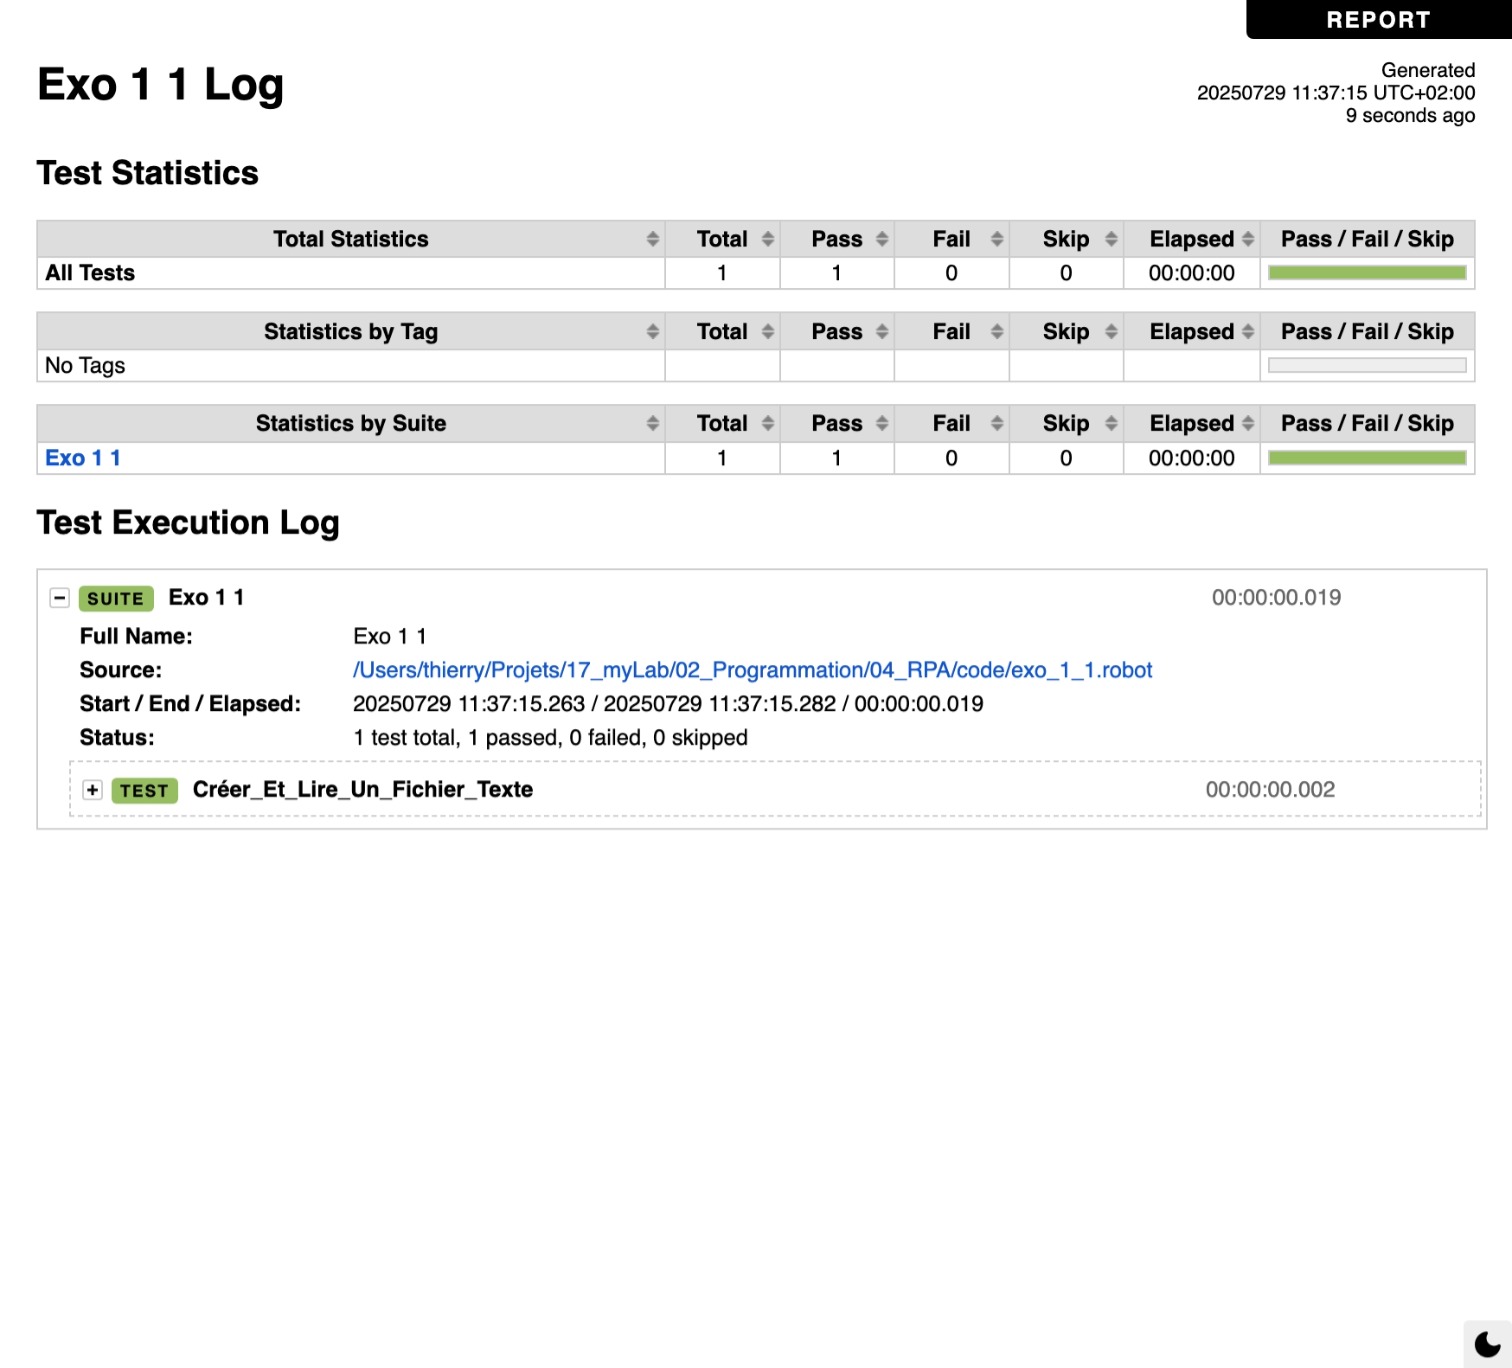 REPORT
Exo 1 1 Log
Generated
20250729 11:37:15 UTC+02:00
9 seconds ago
Test Statistics
Total Statistics Total Pass Fail Skip Elapsed Pass / Fail / Skip
All Tests 1 1 0 0 00:00:00
Statistics by Tag Total Pass Fail Skip Elapsed Pass / Fail / Skip
No Tags
Statistics by Suite Total Pass Fail Skip Elapsed Pass / Fail / Skip
Exo 1 1 1 1 0 0 00:00:00
Test Execution Log
SUITE Exo 1 1 00:00:00.019
Full Name: Exo 1 1
Source: /Users/thierry/Projets/17_myLab/02_Programmation/04_RPA/code/exo_1_1.robot
Start / End / Elapsed: 20250729 11:37:15.263 / 20250729 11:37:15.282 / 00:00:00.019
Status: 1 test total, 1 passed, 0 failed, 0 skipped
TEST Créer_Et_Lire_Un_Fichier_Texte 00:00:00.002